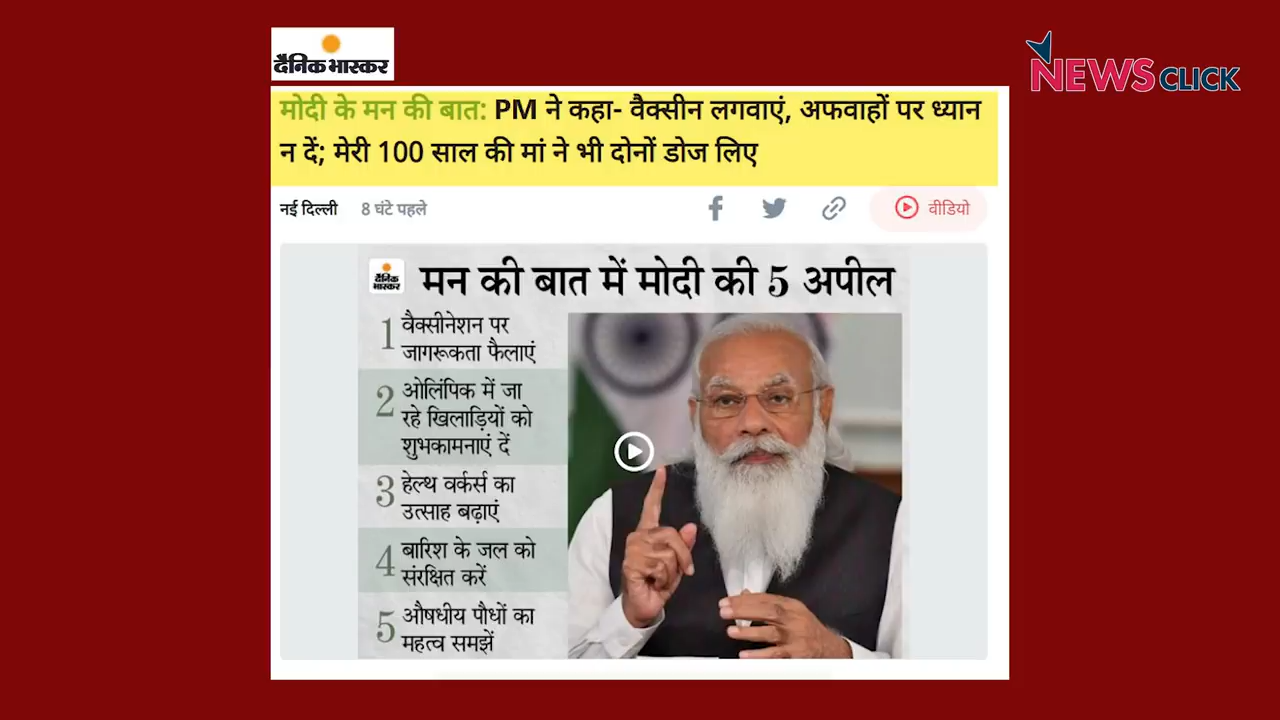 दैनिक भास्कर
NEWSCLICK
मोदी के मन की बात: PM ने कहा- वैक्सीन लगवाएं, अफवाहों पर ध्यान
न दें; मेरी 100 साल की मां ने भी दोनों डोज लिए
नई दिल्ली 8 घंटे पहले वीडियो
दैनिक
भास्कर
मन की बात में मोदी की 5 अपील
1 वैक्सीनेशन पर
जागरूकता फैलाएं
2 ओलिंपिक में जा
रहे खिलाड़ियों को
शुभकामनाएं दें
3 हेल्थ वर्कर्स का
उत्साह बढ़ाएं
4 बारिश के जल को
संरक्षित करें
5 औषधीय पौधों का
महत्व समझें